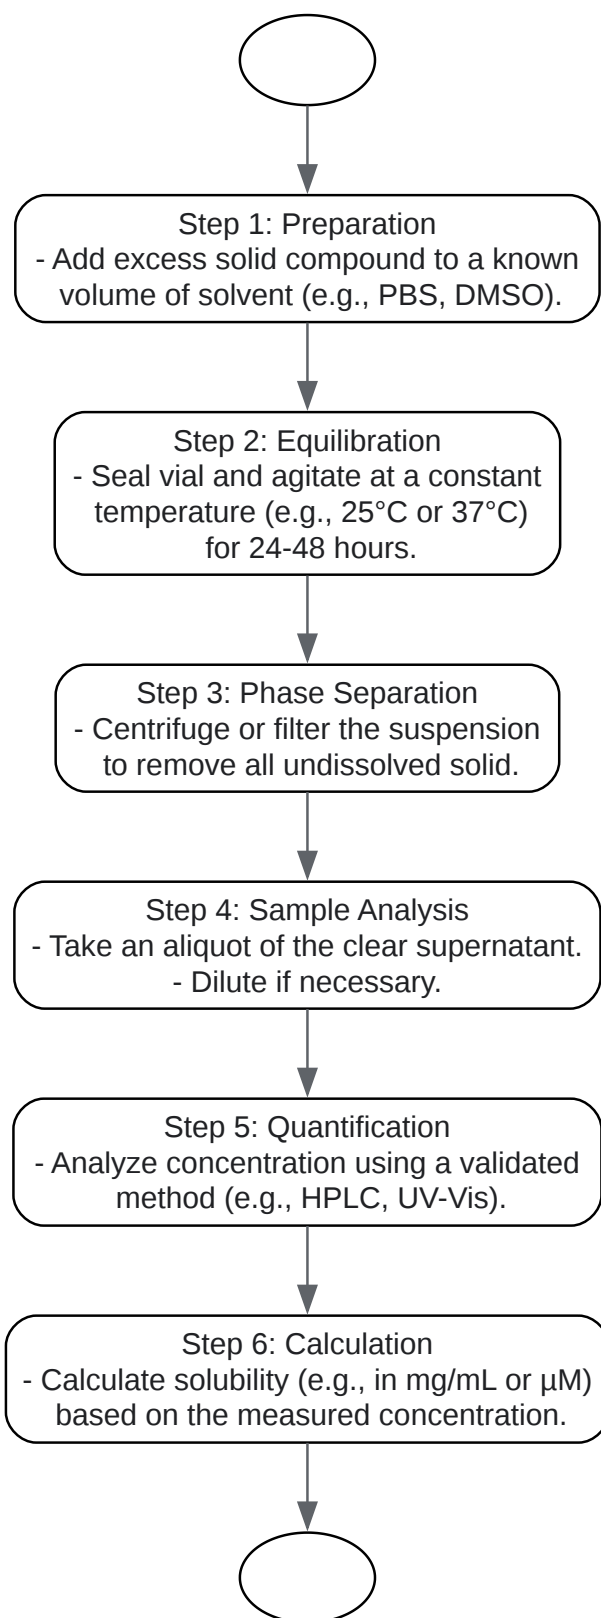 Step 1: Preparation
- Add excess solid compound to a known
volume of solvent (e.g., PBS, DMSO).
Step 2: Equilibration
- Seal vial and agitate at a constant
temperature (e.g., 25°C or 37°C)
for 24-48 hours.
Step 3: Phase Separation
- Centrifuge or filter the suspension
to remove all undissolved solid.
Step 4: Sample Analysis
- Take an aliquot of the clear supernatant.
- Dilute if necessary.
Step 5: Quantification
- Analyze concentration using a validated
method (e.g., HPLC, UV-Vis).
Step 6: Calculation
- Calculate solubility (e.g., in mg/mL or µM)
based on the measured concentration.